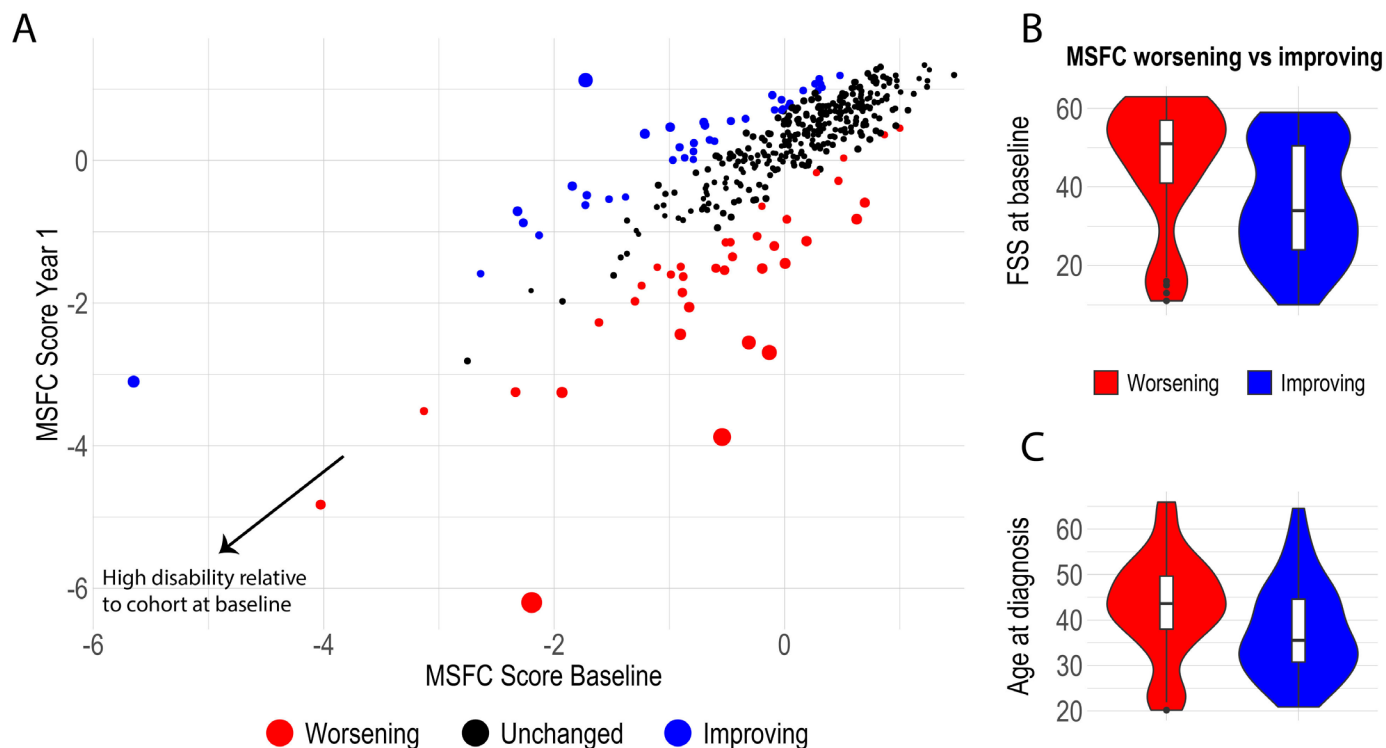 A
MSFC Score Year 1
0
-2
-4
-6
High disability relative
to cohort at baseline
-6
-4
-2
0
MSFC Score Baseline
Worsening
Unchanged
Improving
B
MSFC worsening vs improving
FSS at baseline
60
40
20
Worsening
Improving
C
Age at diagnosis
60
50
40
30
20